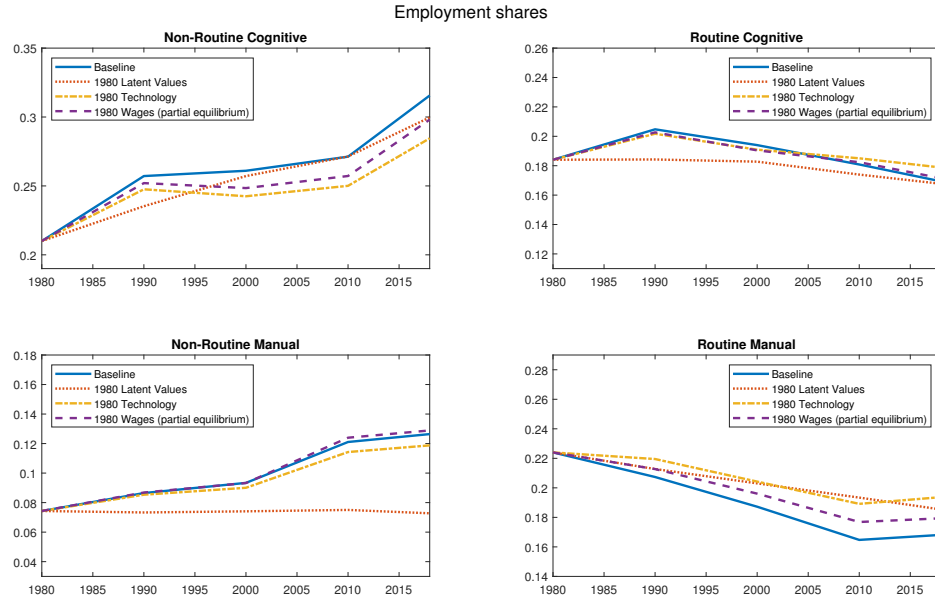 Employment shares
Non-Routine Cognitive
0.35
0.3
0.25
0.2
Baseline
1980 Latent Values
1980 Technology
1980 Wages (partial equilibrium)
1980 1985 1990 1995 2000 2005 2010 2015
Routine Cognitive
0.26
0.24
0.22
0.2
0.18
0.16
0.14
0.12
Baseline
1980 Latent Values
1980 Technology
1980 Wages (partial equilibrium)
1980 1985 1990 1995 2000 2005 2010 2015
Non-Routine Manual
0.18
0.16
0.14
0.12
0.1
0.08
0.06
0.04
Baseline
1980 Latent Values
1980 Technology
1980 Wages (partial equilibrium)
1980 1985 1990 1995 2000 2005 2010 2015
Routine Manual
0.28
0.26
0.24
0.22
0.2
0.18
0.16
0.14
Baseline
1980 Latent Values
1980 Technology
1980 Wages (partial equilibrium)
1980 1985 1990 1995 2000 2005 2010 2015